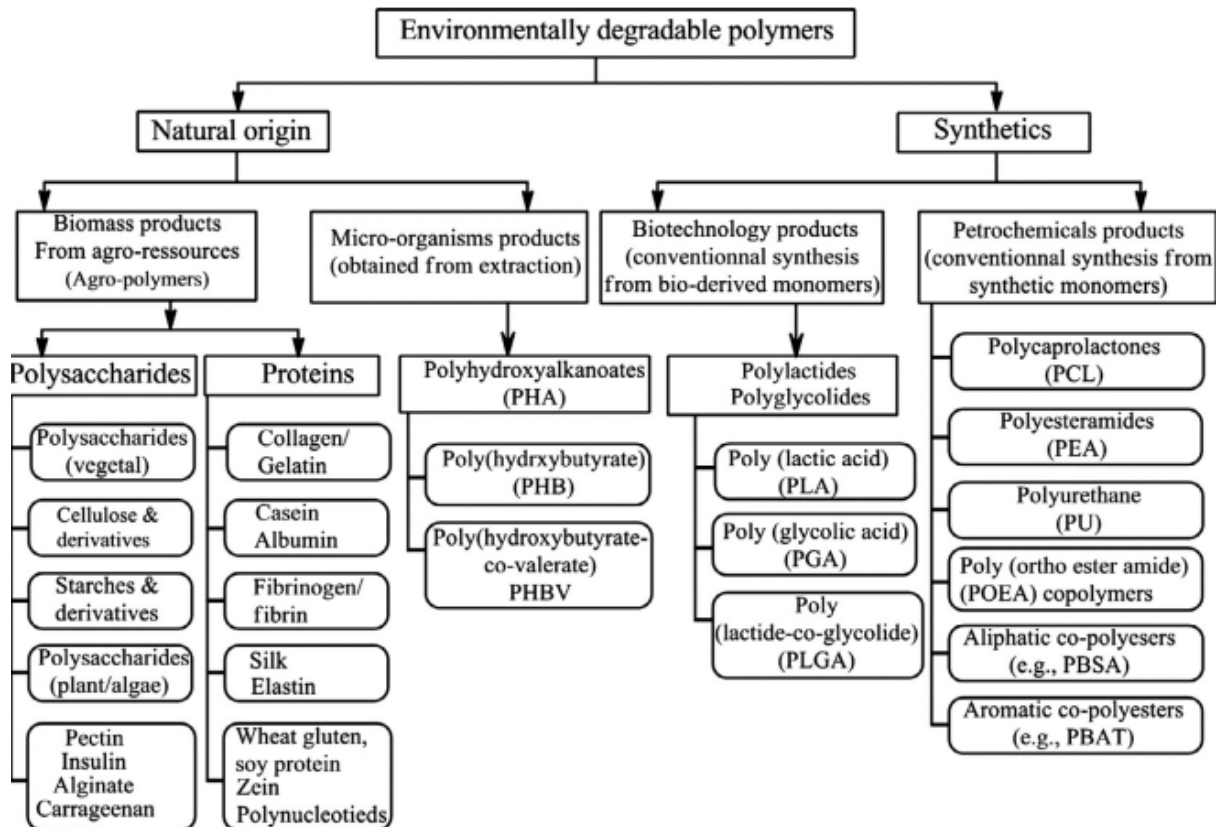 Environmentally degradable polymers
Natural origin
Synthetics
Biomass products
From agro-ressources
(Agro-polymers)
Micro-organisms products
(obtained from extraction)
Biotechnology products
(conventionnal synthesis
from bio-derived monomers)
Petrochemicals products
(conventionnal synthesis from
synthetic monomers)
Polysaccharides
Polysaccharides
(vegetal)
Cellulose &
derivatives
Starches &
derivatives
Polysaccharides
(plant/algae)
Pectin
Insulin
Alginate
Carrageenan
Proteins
Collagen/
Gelatin
Casein
Albumin
Fibrinogen/
fibrin
Silk
Elastin
Wheat gluten,
soy protein
Zein
Polynucleotieds
Polyhydroxyalkanoates
(PHA)
Poly(hydrxybutyrate)
(PHB)
Poly(hydroxybutyrate-
co-valerate)
PHBV
Polylactides
Polyglycolides
Poly (lactic acid)
(PLA)
Poly (glycolic acid)
(PGA)
Poly
(lactide-co-glycolide)
(PLGA)
Polycaprolactones
(PCL)
Polyesteramides
(PEA)
Polyurethane
(PU)
Poly (ortho ester amide)
(POEA) copolymers
Aliphatic co-polyesers
(e.g., PBSA)
Aromatic co-polyesters
(e.g., PBAT)